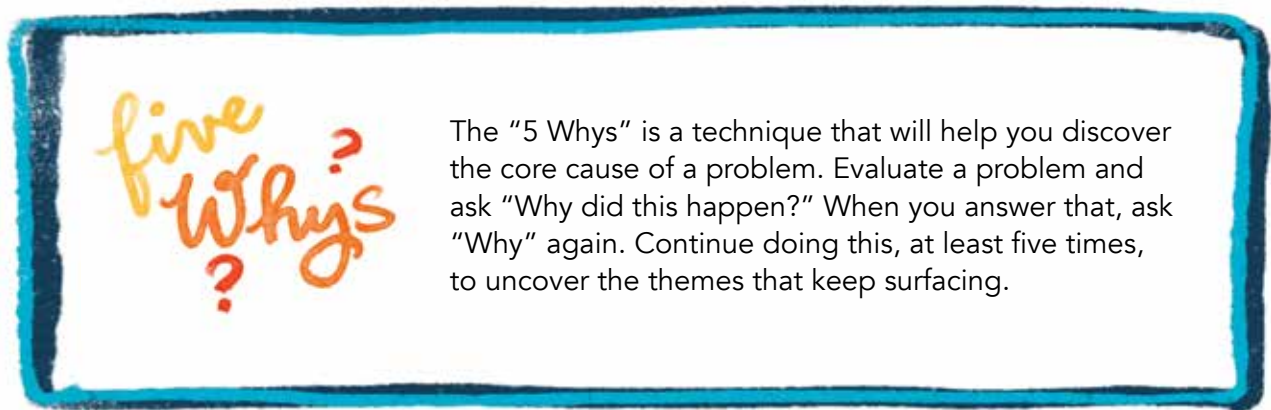 five
?
Whys
?
The “5 Whys” is a technique that will help you discover
the core cause of a problem. Evaluate a problem and
ask “Why did this happen?” When you answer that, ask
“Why” again. Continue doing this, at least five times,
to uncover the themes that keep surfacing.